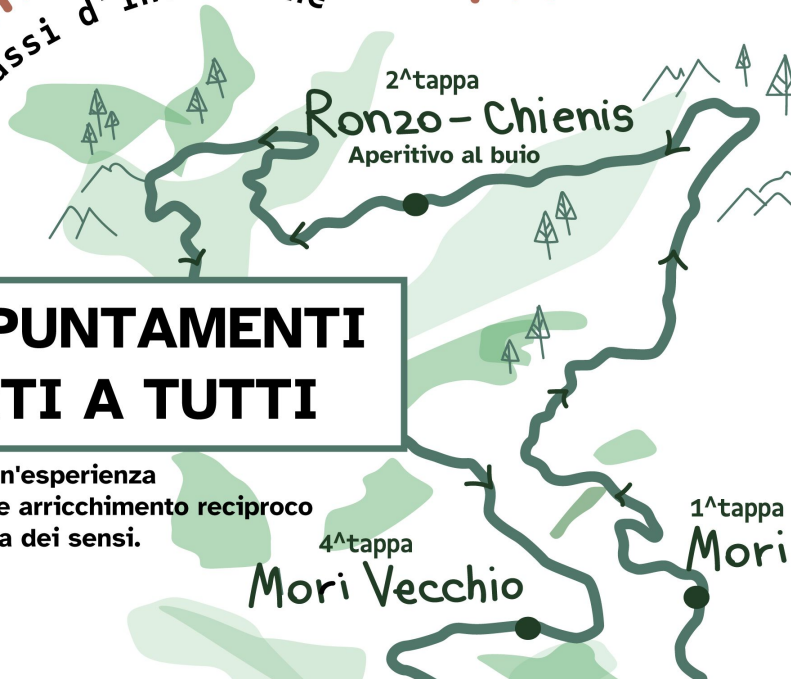 ssi d'In
2^tappa
Ronzo-Chienis
Aperitivo al buio
PUNTAMENTI
TI A TUTTI
n'esperienza
e arricchimento reciproco
a dei sensi.
1^tappa
Mori
4^tappa
Mori Vecchio